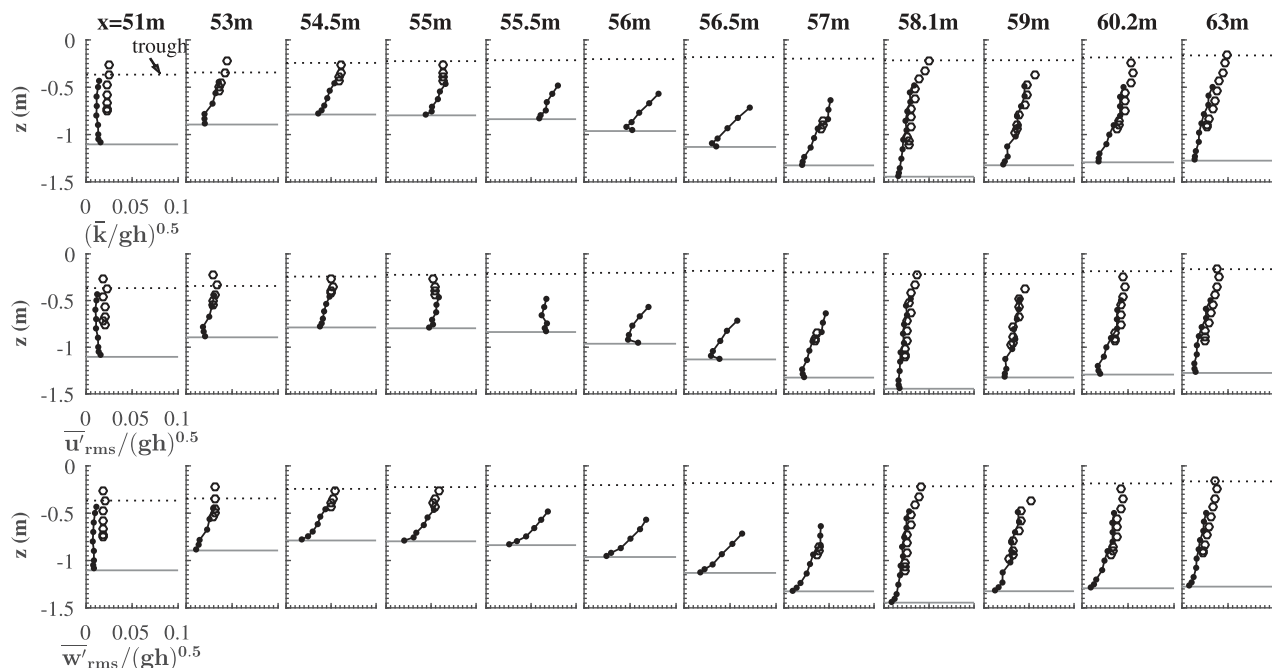 x=51m 53m 54.5m 55m 55.5m 56m 56.5m 57m 58.1m 59m 60.2m 63m
0
trough
-0.5
z (m)
-1
-1.5
0 0.05 0.1
(k̄/gh)^0.5
0
-0.5
z (m)
-1
-1.5
0 0.05 0.1
u̅'rms/(gh)^0.5
0
-0.5
z (m)
-1
-1.5
0 0.05 0.1
w̅'rms/(gh)^0.5